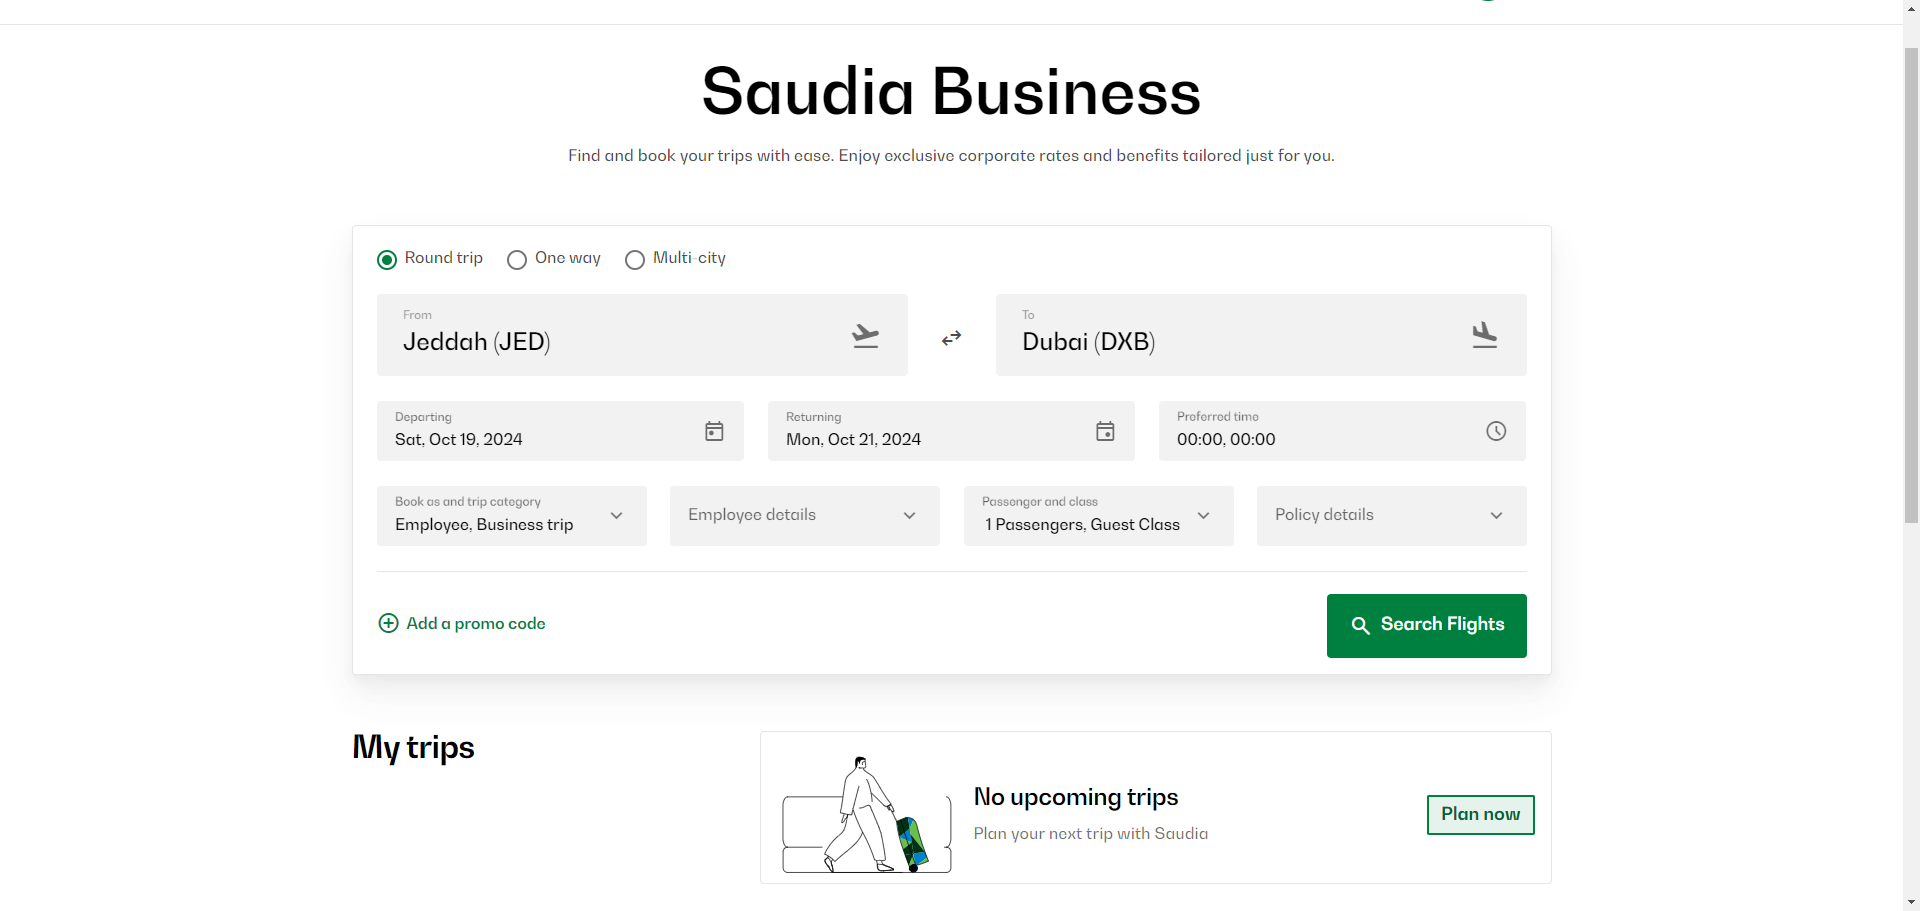 Saudia Business
Find and book your trips with ease. Enjoy exclusive corporate rates and benefits tailored just for you.
Round trip One way Multi-city
From
Jeddah (JED)
To
Dubai (DXB)
Departing
Sat, Oct 19, 2024
Returning
Mon, Oct 21, 2024
Preferred time
00:00, 00:00
Book as and trip category
Employee, Business trip
Employee details
Passenger and class
1 Passengers, Guest Class
Policy details
Add a promo code
Search Flights
My trips
No upcoming trips
Plan your next trip with Saudia
Plan now